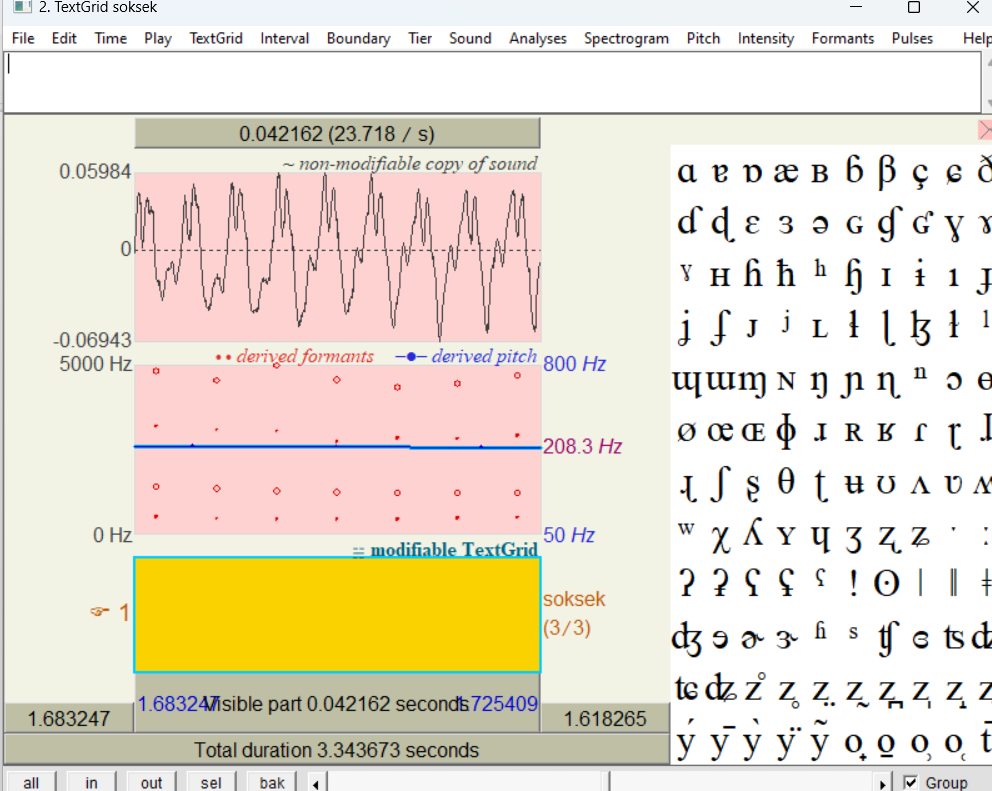 2. TextGrid soksek
File Edit Time Play TextGrid Interval Boundary Tier Sound Analyses Spectrogram Pitch Intensity Formants Pulses Help
0.042162 (23.718 / s)
~ non-modifiable copy of sound
0.05984
0
-0.06943
•• derived formants –●– derived pitch
5000 Hz 800 Hz
208.3 Hz
0 Hz 50 Hz
modifiable TextGrid
1 soksek
(3/3)
1.683247 Visible part 0.042162 seconds 1.725409
1.683247 1.618265
Total duration 3.343673 seconds
all in out sel bak Group
ɑ ɐ ɒ æ ʙ ɓ β ç ɕ ð
ɗ ɖ ɛ ɜ ə ɢ ɠ ʛ ɣ ɤ
ˠ ʜ ɦ ħ ʰ ɧ ɪ ɨ ı ɟ
ʝ ʄ ᴊ ʲ ʟ ɫ ɭ ɮ ɬ ˡ
ɰ ɯ ɱ ɴ ŋ ɲ ɳ ⁿ ɔ ɵ
ø œ ɶ ɸ ɹ ʀ ʁ ɾ ɽ
ɻ ʃ ʂ θ ʈ ʉ ʊ ʌ ʋ ʍ
ʷ χ ʎ ʏ ɥ ʒ ʐ ʑ
ʔ ʡ ʕ ʢ ˤ ! ʘ ǀ ǁ ǂ